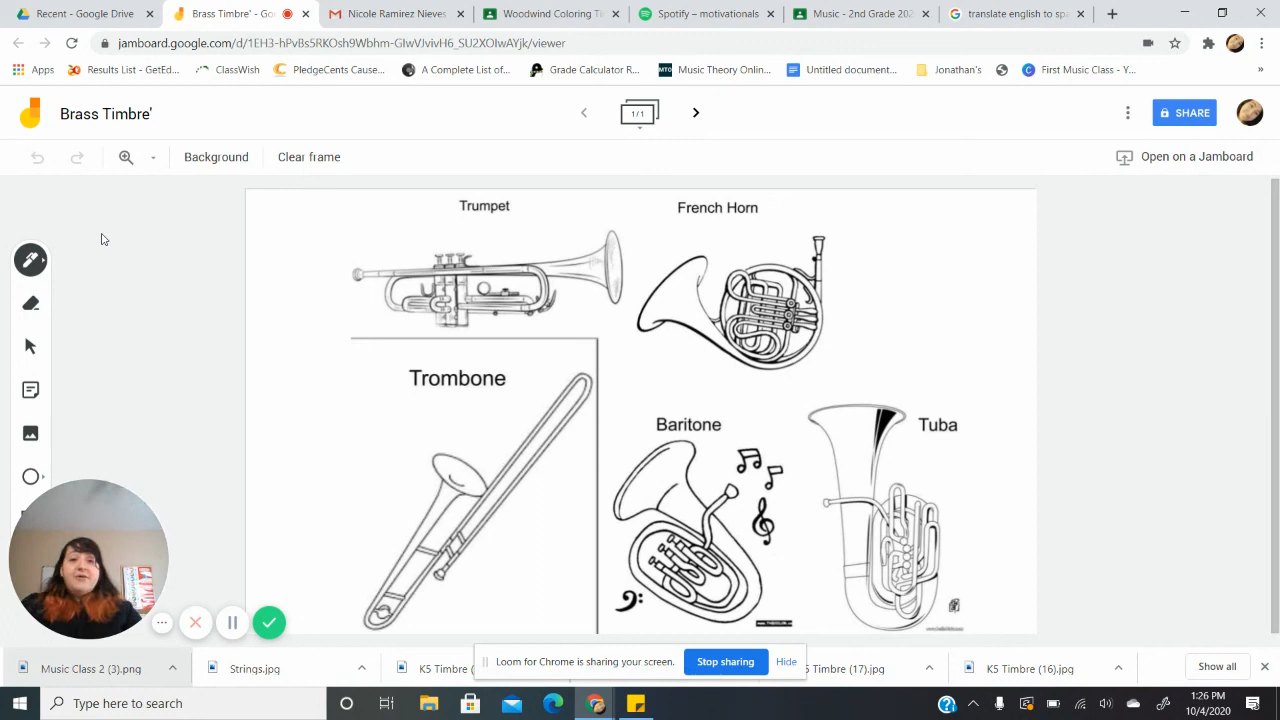 Recent - Google Drive
Brass Timbre' - Go
Nicole Ramirez Nieves
Woodwind Coloring T
Spotify – motivationals
Music - 2nd Grade 202
translate english to sp
jamboard.google.com/d/1EH3-hPvBs5RKOsh9Wbhm-GlwVJvivH6_SU2XOIwAYjk/viewer
Apps
Results List - GetEd...
ClassWish
PledgeCents Cause...
A Complete List of...
Grade Calculator R...
MTO
Music Theory Onlin...
Untitled document...
Jonathan's
First Music Class - Y...
»
Brass Timbre'
1/1
SHARE
Background
Clear frame
Open on a Jamboard
Trumpet
French Horn
Trombone
Baritone
Tuba
Loom for Chrome is sharing your screen.
Stop sharing
Hide
Music Class 2 (3).png
Strings.jpg
K5 Timbre (
Timbre (17).jpg
K5 Timbre (16).jpg
Show all
Type here to search
1:26 PM
10/4/2020